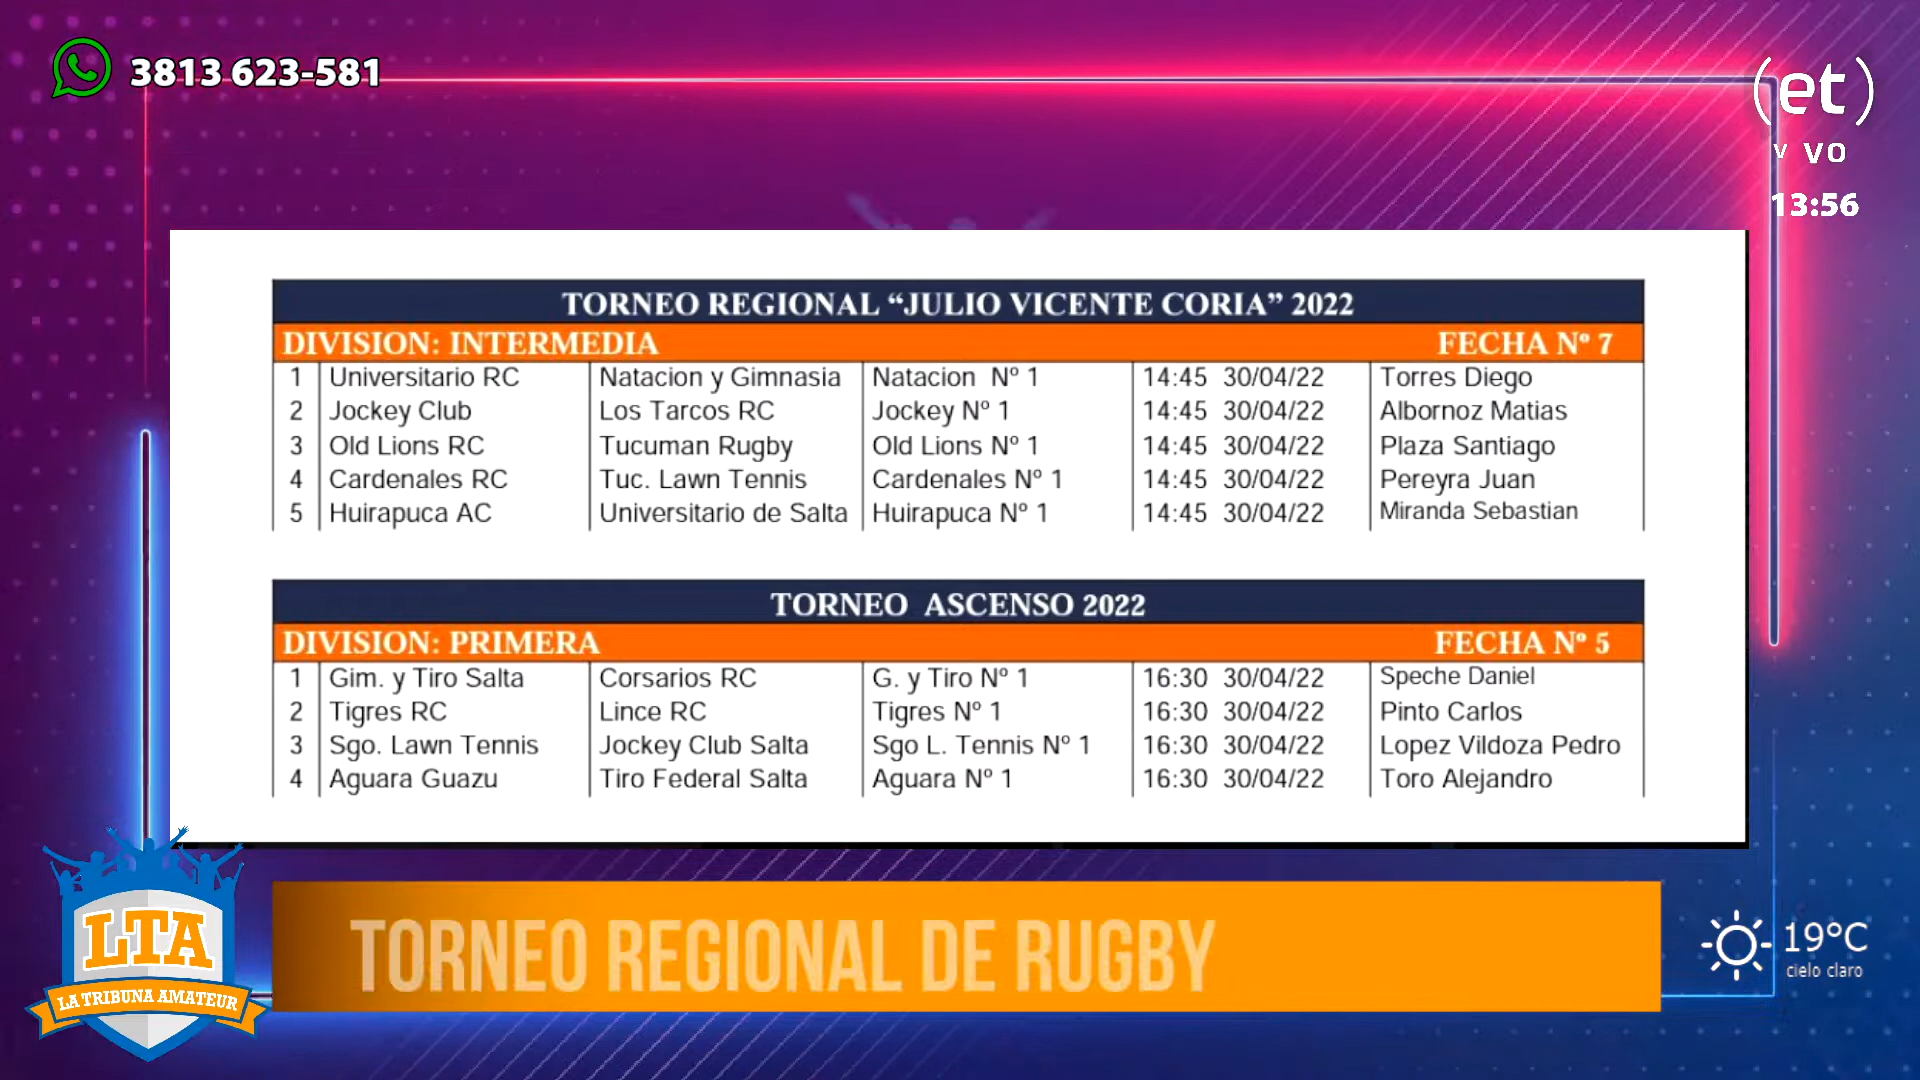 3813 623-581
(et)
v vo
13:56
TORNEO REGIONAL “JULIO VICENTE CORIA” 2022
DIVISION: INTERMEDIA FECHA Nº 7
1 Universitario RC Natacion y Gimnasia Natacion Nº 1 14:45 30/04/22 Torres Diego
2 Jockey Club Los Tarcos RC Jockey Nº 1 14:45 30/04/22 Albornoz Matias
3 Old Lions RC Tucuman Rugby Old Lions Nº 1 14:45 30/04/22 Plaza Santiago
4 Cardenales RC Tuc. Lawn Tennis Cardenales Nº 1 14:45 30/04/22 Pereyra Juan
5 Huirapuca AC Universitario de Salta Huirapuca Nº 1 14:45 30/04/22 Miranda Sebastian
TORNEO ASCENSO 2022
DIVISION: PRIMERA FECHA Nº 5
1 Gim. y Tiro Salta Corsarios RC G. y Tiro Nº 1 16:30 30/04/22 Speche Daniel
2 Tigres RC Lince RC Tigres Nº 1 16:30 30/04/22 Pinto Carlos
3 Sgo. Lawn Tennis Jockey Club Salta Sgo L. Tennis Nº 1 16:30 30/04/22 Lopez Vildoza Pedro
4 Aguara Guazu Tiro Federal Salta Aguara Nº 1 16:30 30/04/22 Toro Alejandro
LTA
LA TRIBUNA AMATEUR
TORNEO REGIONAL DE RUGBY
19°C
cielo claro